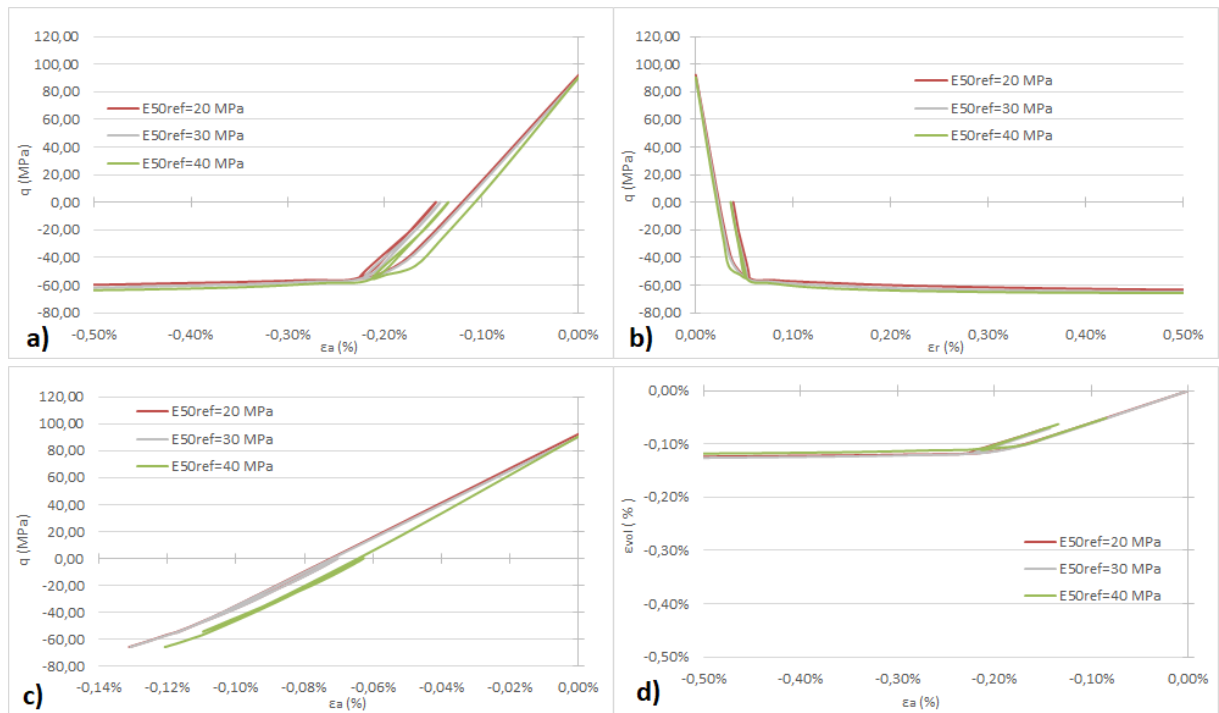 120,00
100,00
80,00
60,00
40,00
20,00
0,00
-20,00
-40,00
-60,00
-80,00
q (MPa)
E50ref=20 MPa
E50ref=30 MPa
E50ref=40 MPa
-0,50% -0,40% -0,30% -0,20% -0,10% 0,00%
a) εa (%)
120,00
100,00
80,00
60,00
40,00
20,00
0,00
-20,00
-40,00
-60,00
-80,00
q (MPa)
E50ref=20 MPa
E50ref=30 MPa
E50ref=40 MPa
0,00% 0,10% 0,20% 0,30% 0,40% 0,50%
b) εr (%)
120,00
100,00
80,00
60,00
40,00
20,00
0,00
-20,00
-40,00
-60,00
-80,00
q (MPa)
E50ref=20 MPa
E50ref=30 MPa
E50ref=40 MPa
-0,14% -0,12% -0,10% -0,08% -0,06% -0,04% -0,02% 0,00%
c) εa (%)
0,00%
-0,10%
-0,20%
-0,30%
-0,40%
-0,50%
εvol ( % )
E50ref=20 MPa
E50ref=30 MPa
E50ref=40 MPa
-0,50% -0,40% -0,30% -0,20% -0,10% 0,00%
d) εa (%)